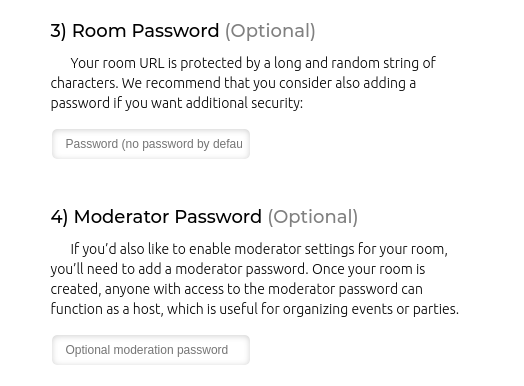 3) Room Password (Optional)
Your room URL is protected by a long and random string of
characters. We recommend that you consider also adding a
password if you want additional security:
Password (no password by defau
4) Moderator Password (Optional)
If you'd also like to enable moderator settings for your room,
you'll need to add a moderator password. Once your room is
created, anyone with access to the moderator password can
function as a host, which is useful for organizing events or parties.
Optional moderation password